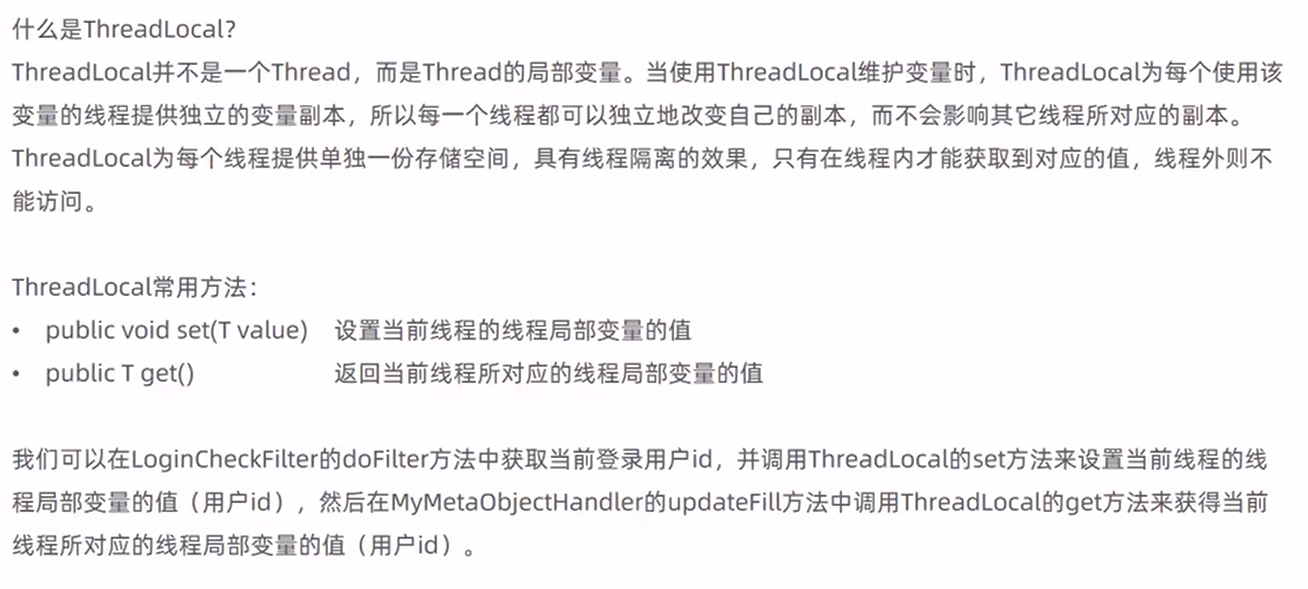 什么是ThreadLocal?
ThreadLocal并不是一个Thread，而是Thread的局部变量。当使用ThreadLocal维护变量时，ThreadLocal为每个使用该
变量的线程提供独立的变量副本，所以每一个线程都可以独立地改变自己的副本，而不会影响其它线程所对应的副本。
ThreadLocal为每个线程提供单独一份存储空间，具有线程隔离的效果，只有在线程内才能获取到对应的值，线程外则不
能访问。
ThreadLocal常用方法：
• public void set(T value) 设置当前线程的线程局部变量的值
• public T get() 返回当前线程所对应的线程局部变量的值
我们可以在LoginCheckFilter的doFilter方法中获取当前登录用户id，并调用ThreadLocal的set方法来设置当前线程的线
程局部变量的值（用户id），然后在MyMetaObjectHandler的updateFill方法中调用ThreadLocal的get方法来获得当前
线程所对应的线程局部变量的值（用户id）。